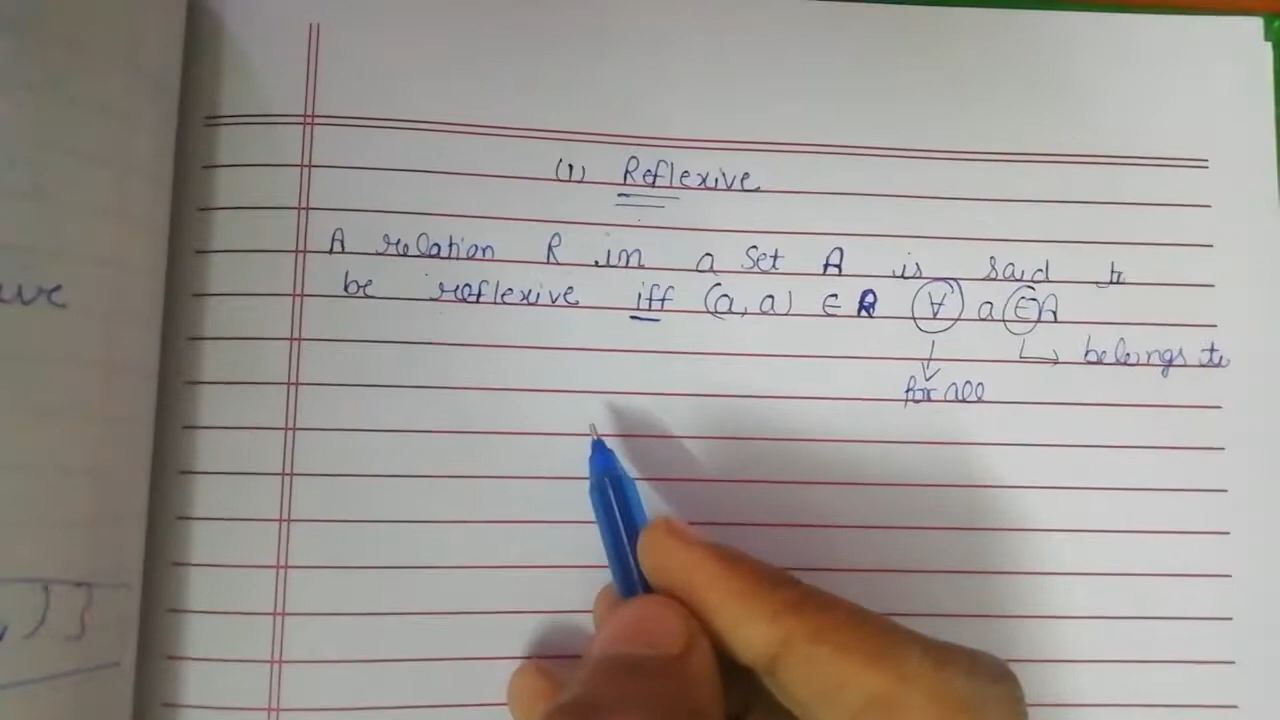 (1) Reflexive
A relation R in a set A is said to
be reflexive iff (a, a) ∈ R ∀ a ∈ A
belongs to
for all